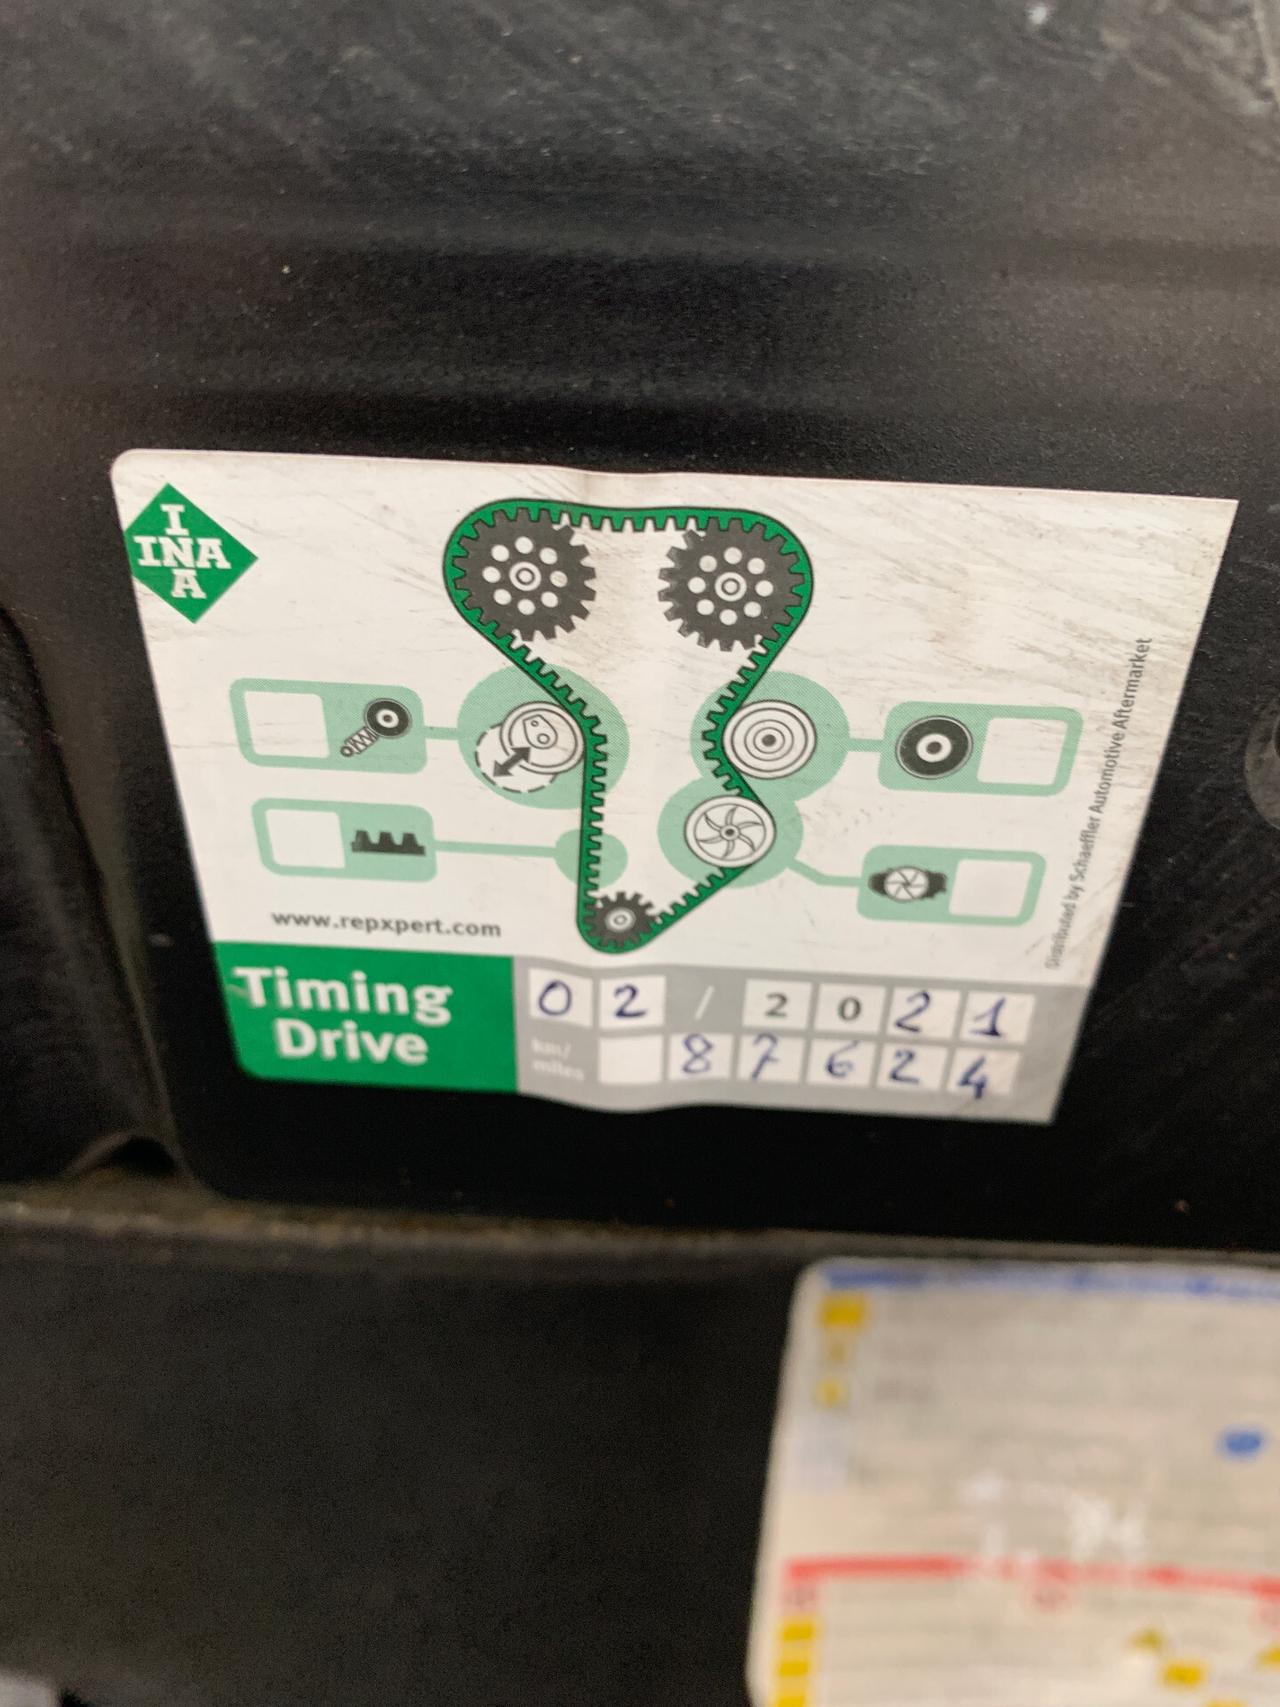 I
INA
A
www.repxpert.com
Distributed by Schaeffler Automotive Aftermarket
Timing
Drive
02 / 2021
km/
miles
87624